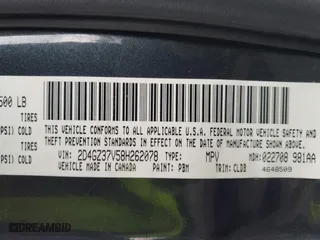 500 LB
TIRES
PSI) COLD
TIRES
PSI) COLD
THIS VEHICLE CONFORMS TO ALL APPLICABLE U.S.A. FEDERAL MOTOR VEHICLE SAFETY AND
THEFT PREVENTION STANDARDS IN EFFECT ON THE DATE OF MANUFACTURE SHOWN ABOVE.
VIN: 2D4GZ37V58H262078 TYPE: MPV MDH: 022708 981AA
MADE IN CANADA PAINT: PBM TRIM: CLDB 4648509
DREAMBID